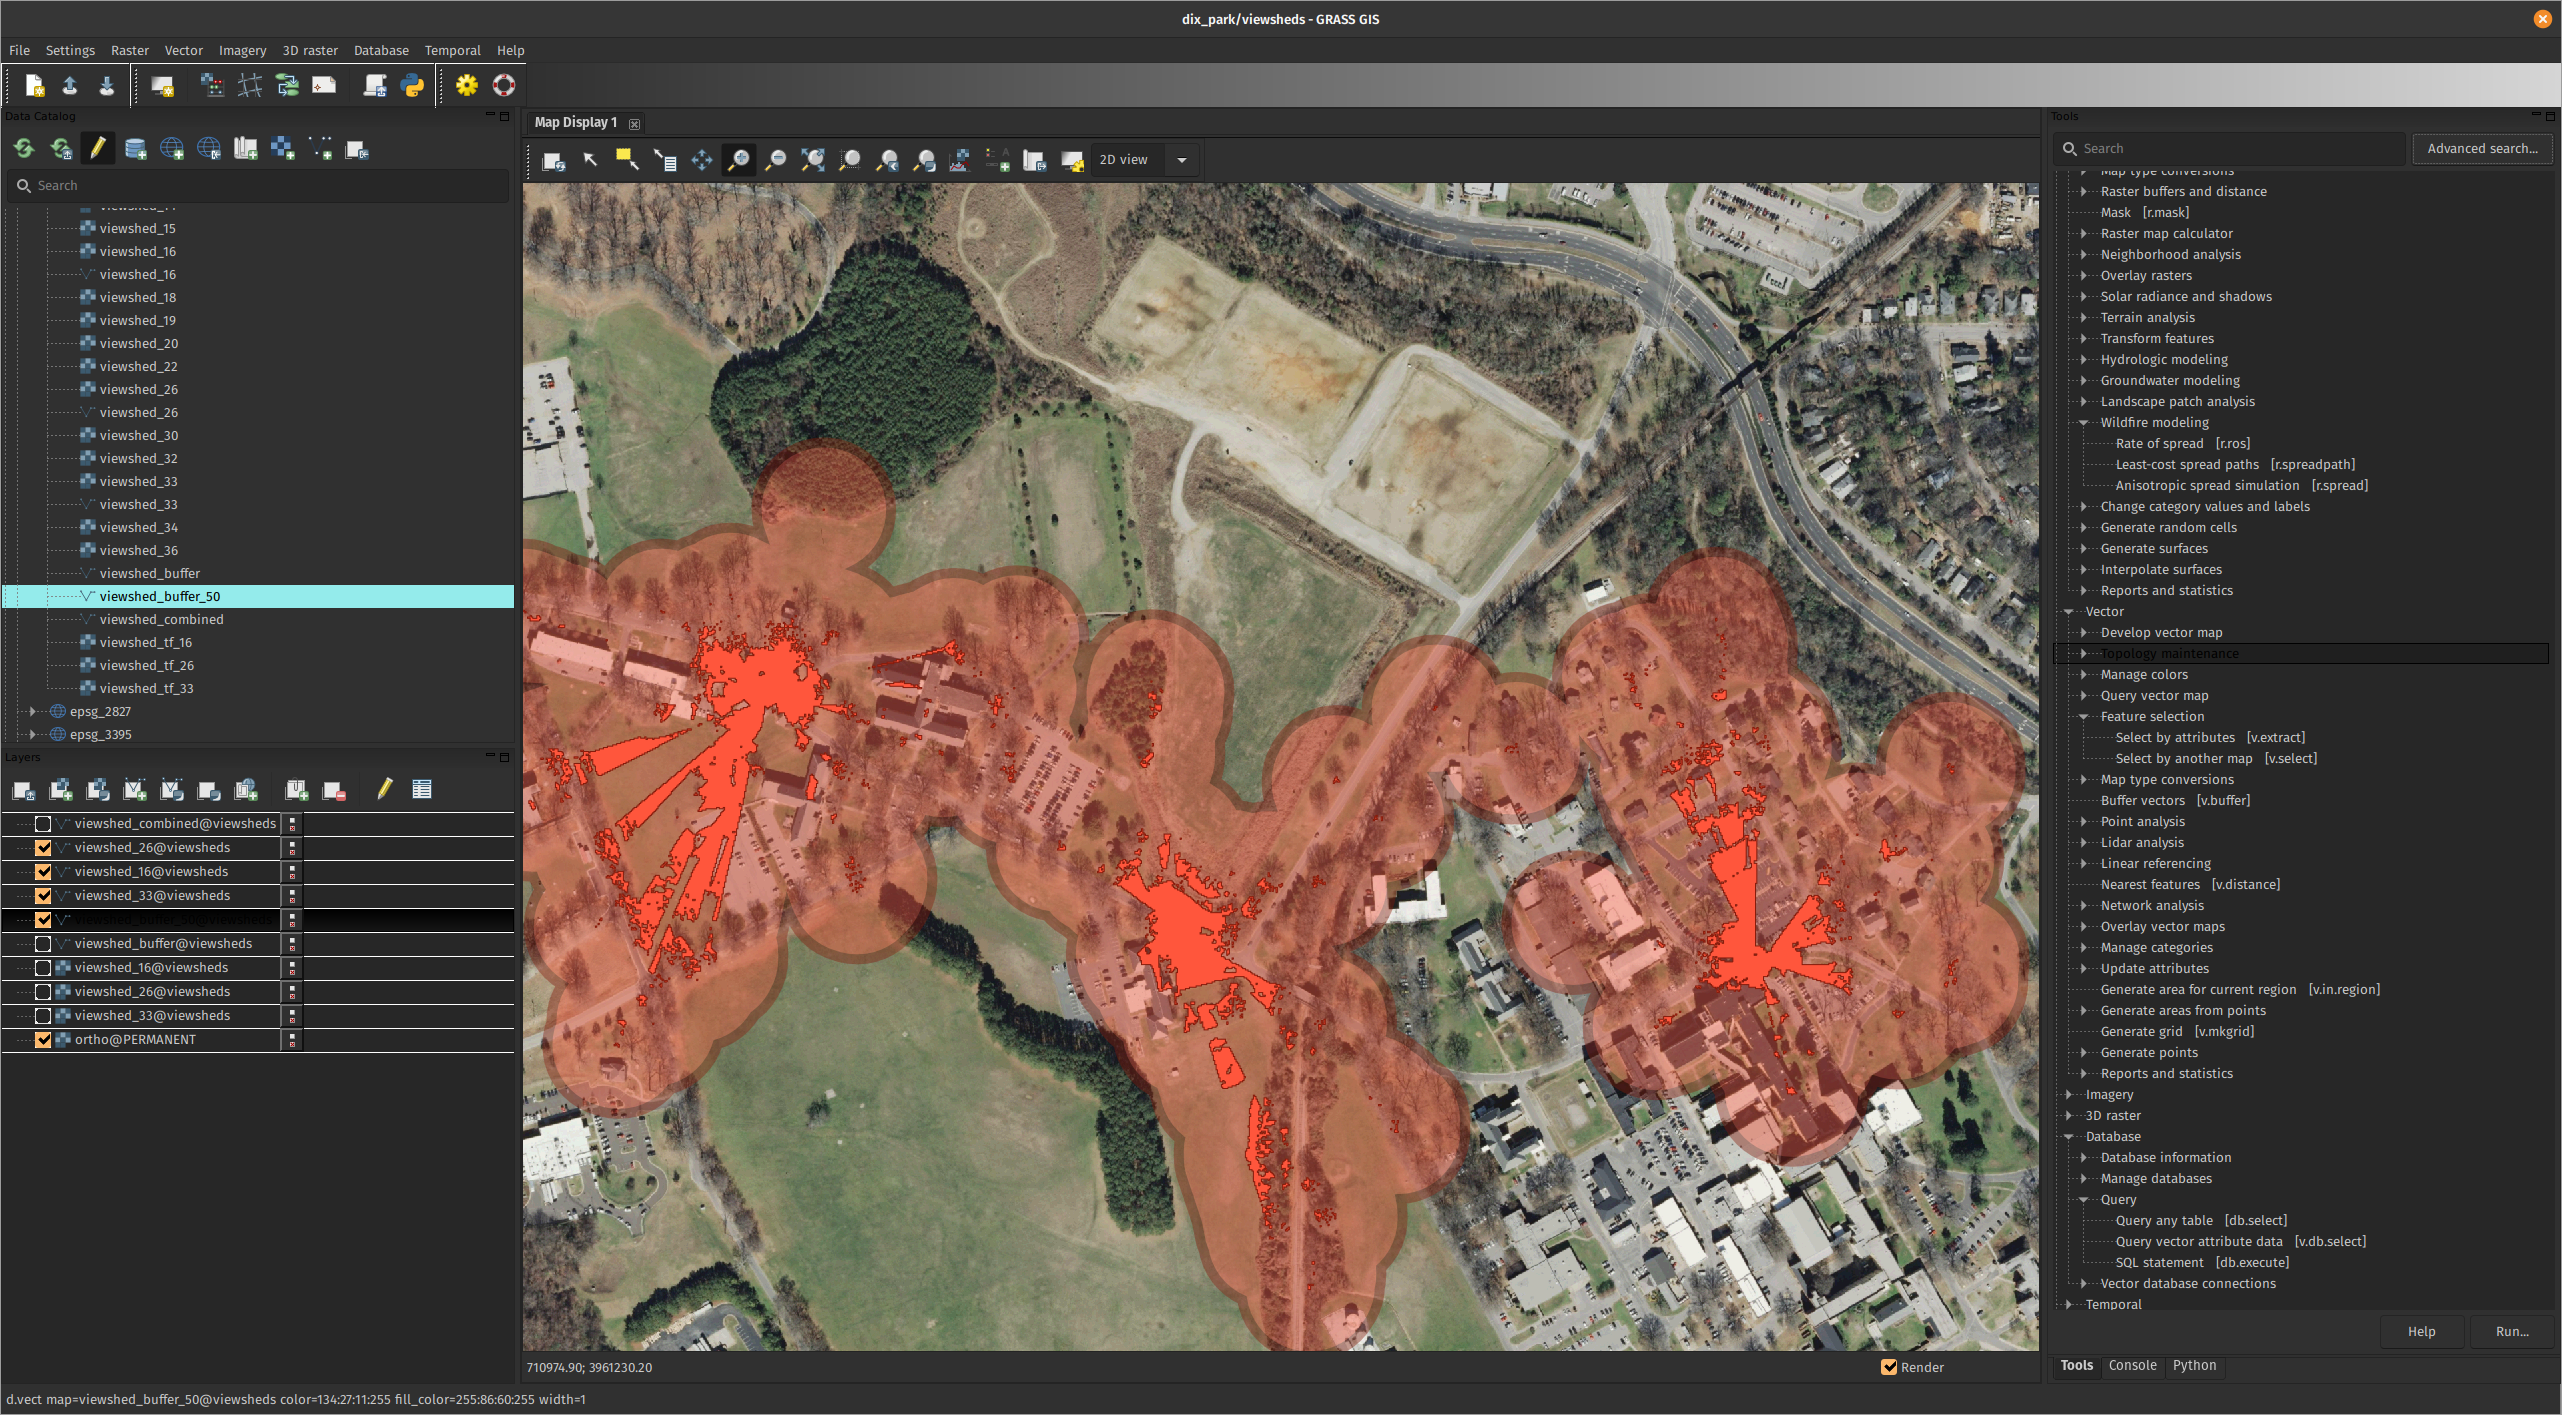 dix_park/viewsheds - GRASS GIS
File Settings Raster Vector Imagery 3D raster Database Temporal Help
Data Catalog
Search
viewshed_15
viewshed_16
viewshed_16
viewshed_18
viewshed_19
viewshed_20
viewshed_22
viewshed_26
viewshed_26
viewshed_30
viewshed_32
viewshed_33
viewshed_33
viewshed_34
viewshed_36
viewshed_buffer
viewshed_buffer_50
viewshed_combined
viewshed_tf_16
viewshed_tf_26
viewshed_tf_33
epsg_2827
epsg_3395
Layers
viewshed_combined@viewsheds
viewshed_26@viewsheds
viewshed_16@viewsheds
viewshed_33@viewsheds
viewshed_buffer_50@viewsheds
viewshed_buffer@viewsheds
viewshed_16@viewsheds
viewshed_26@viewsheds
viewshed_33@viewsheds
ortho@PERMANENT
Map Display 1
2D view
710974.90; 3961230.20
Render
Tools
Search
Advanced search...
Map type conversions
Raster buffers and distance
Mask [r.mask]
Raster map calculator
Neighborhood analysis
Overlay rasters
Solar radiance and shadows
Terrain analysis
Transform features
Hydrologic modeling
Groundwater modeling
Landscape patch analysis
Wildfire modeling
Rate of spread [r.ros]
Least-cost spread paths [r.spreadpath]
Anisotropic spread simulation [r.spread]
Change category values and labels
Generate random cells
Generate surfaces
Interpolate surfaces
Reports and statistics
Vector
Develop vector map
Topology maintenance
Manage colors
Query vector map
Feature selection
Select by attributes [v.extract]
Select by another map [v.select]
Map type conversions
Buffer vectors [v.buffer]
Point analysis
Lidar analysis
Linear referencing
Nearest features [v.distance]
Network analysis
Overlay vector maps
Manage categories
Update attributes
Generate area for current region [v.in.region]
Generate areas from points
Generate grid [v.mkgrid]
Generate points
Reports and statistics
Imagery
3D raster
Database
Database information
Manage databases
Query
Query any table [db.select]
Query vector attribute data [v.db.select]
SQL statement [db.execute]
Vector database connections
Temporal
Help
Run...
Tools Console Python
d.vect map=viewshed_buffer_50@viewsheds color=134:27:11:255 fill_color=255:86:60:255 width=1